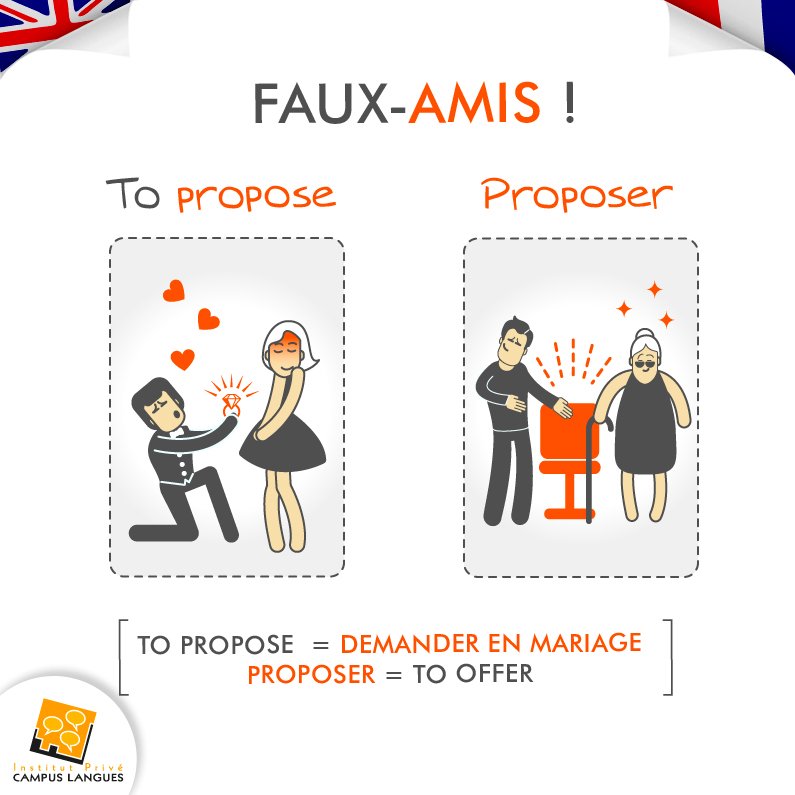 FAUX-AMIS !
To propose
Proposer
TO PROPOSE = DEMANDER EN MARIAGE
PROPOSER = TO OFFER
Institut Privé
CAMPUS LANGUES